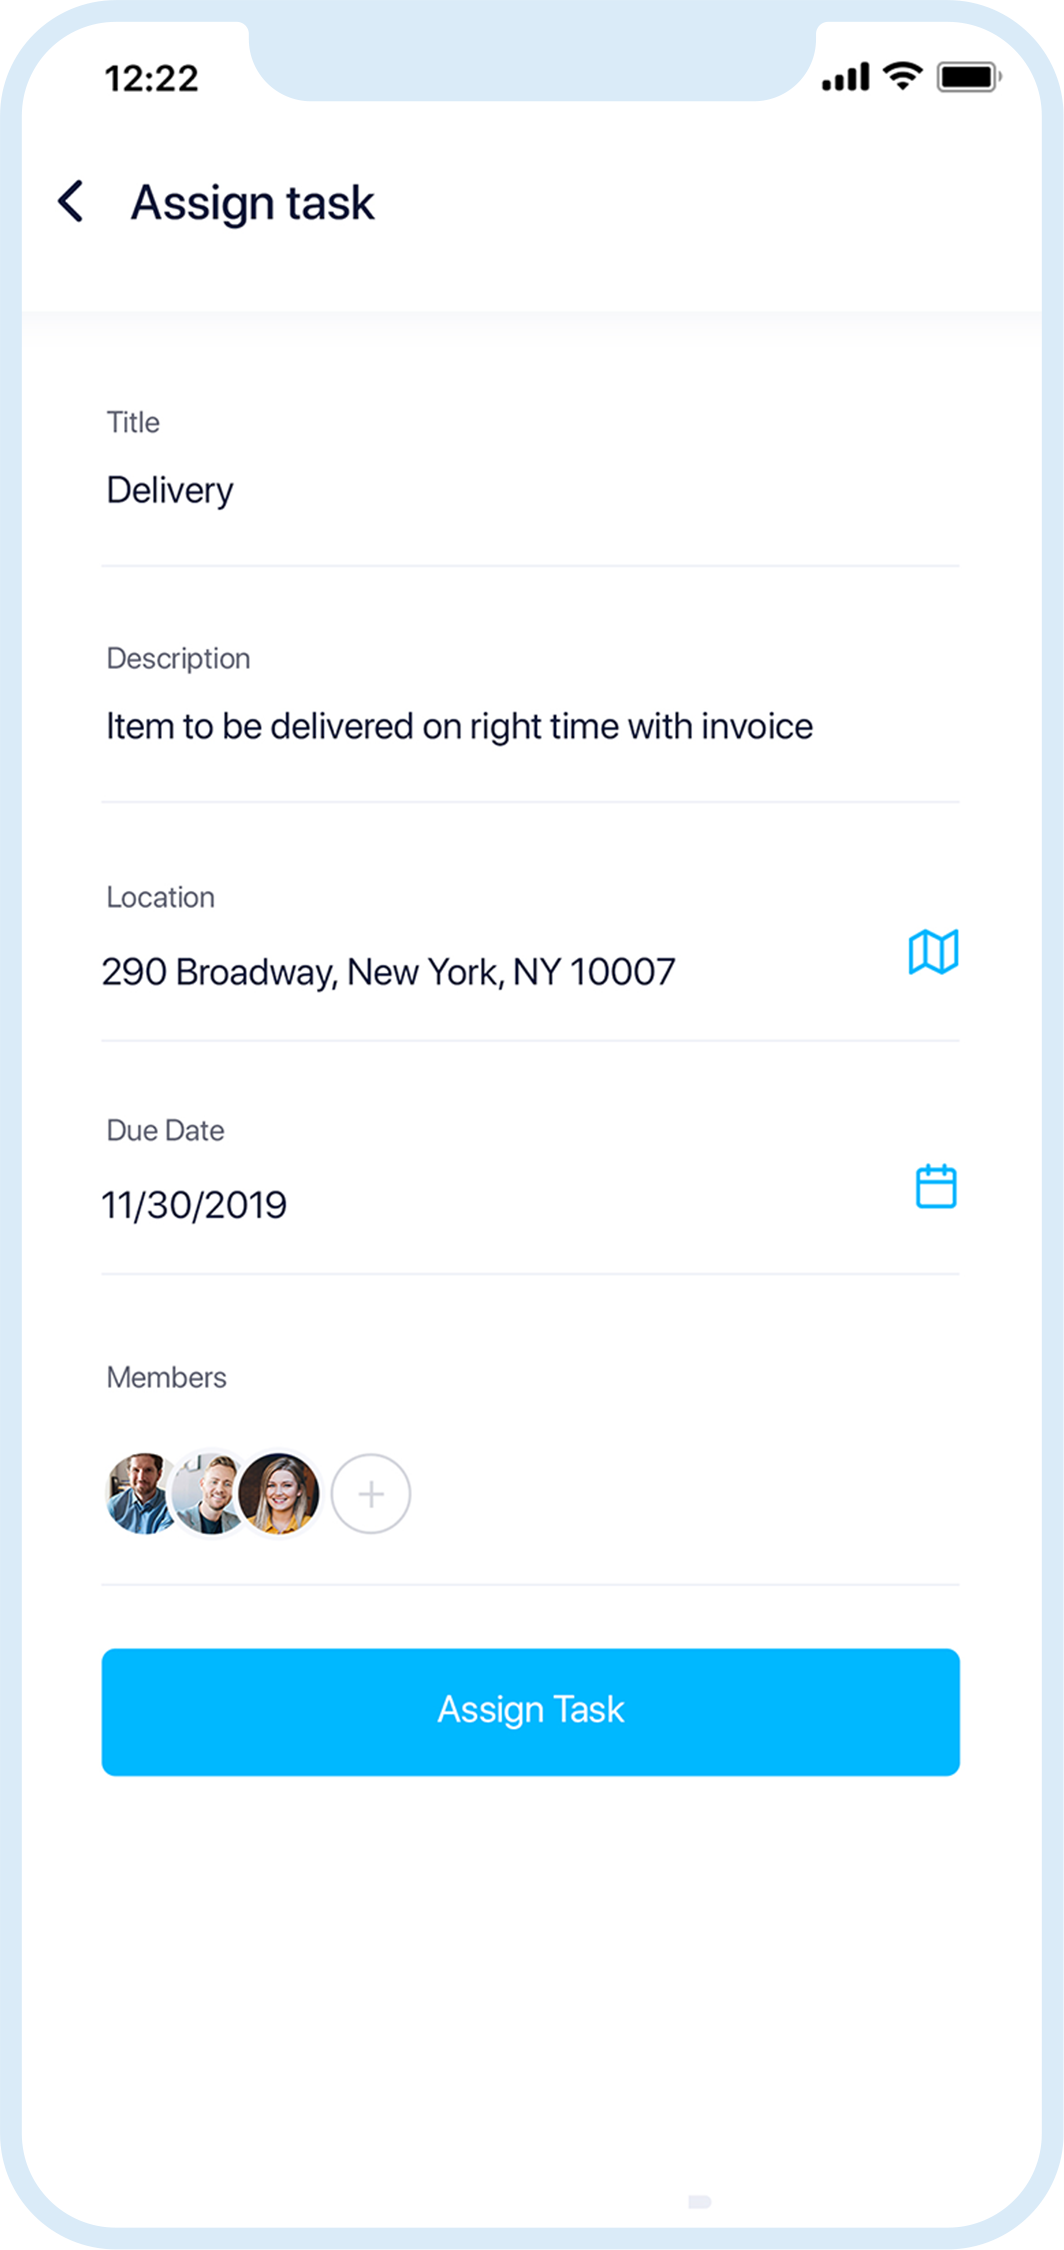 12:22
Assign task
Title
Delivery
Description
Item to be delivered on right time with invoice
Location
290 Broadway, New York, NY 10007
Due Date
11/30/2019
Members
Assign Task